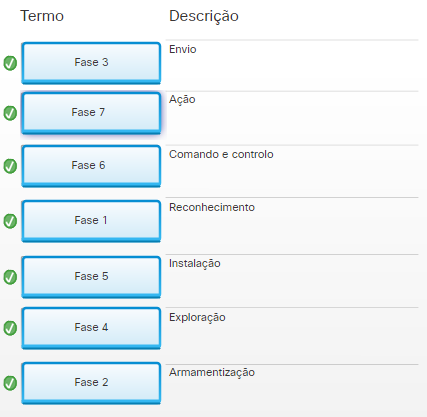 Termo Descrição
Fase 3 Envio
Fase 7 Ação
Fase 6 Comando e controlo
Fase 1 Reconhecimento
Fase 5 Instalação
Fase 4 Exploração
Fase 2 Armamentização